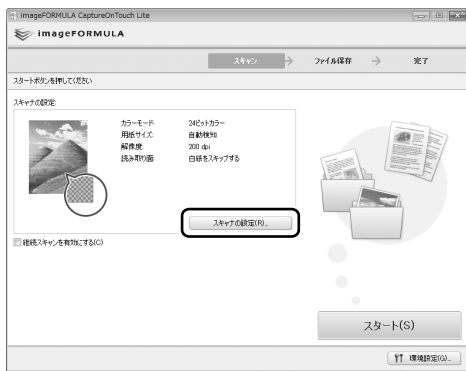 imageFORMULA CaptureOnTouch Lite
imageFORMULA
スキャン ファイル保存 完了
スタートボタンを押してください
スキャナの設定
カラーモード: 24ビットカラー
用紙サイズ: 自動検知
解像度: 200 dpi
読み取り面: 白紙をスキップする
スキャナの設定(R)...
継続スキャンを有効にする(C)
スタート(S)
環境設定(G)...